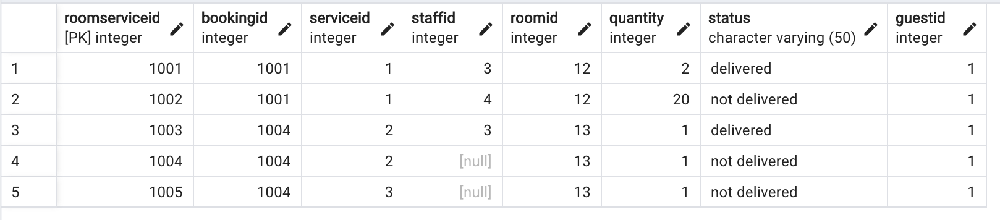 roomserviceid bookingid serviceid staffid roomid quantity status guestid
[PK] integer integer integer integer integer integer character varying (50) integer
1 1001 1001 1 3 12 2 delivered 1
2 1002 1001 1 4 12 20 not delivered 1
3 1003 1004 2 3 13 1 delivered 1
4 1004 1004 2 [null] 13 1 not delivered 1
5 1005 1004 3 [null] 13 1 not delivered 1